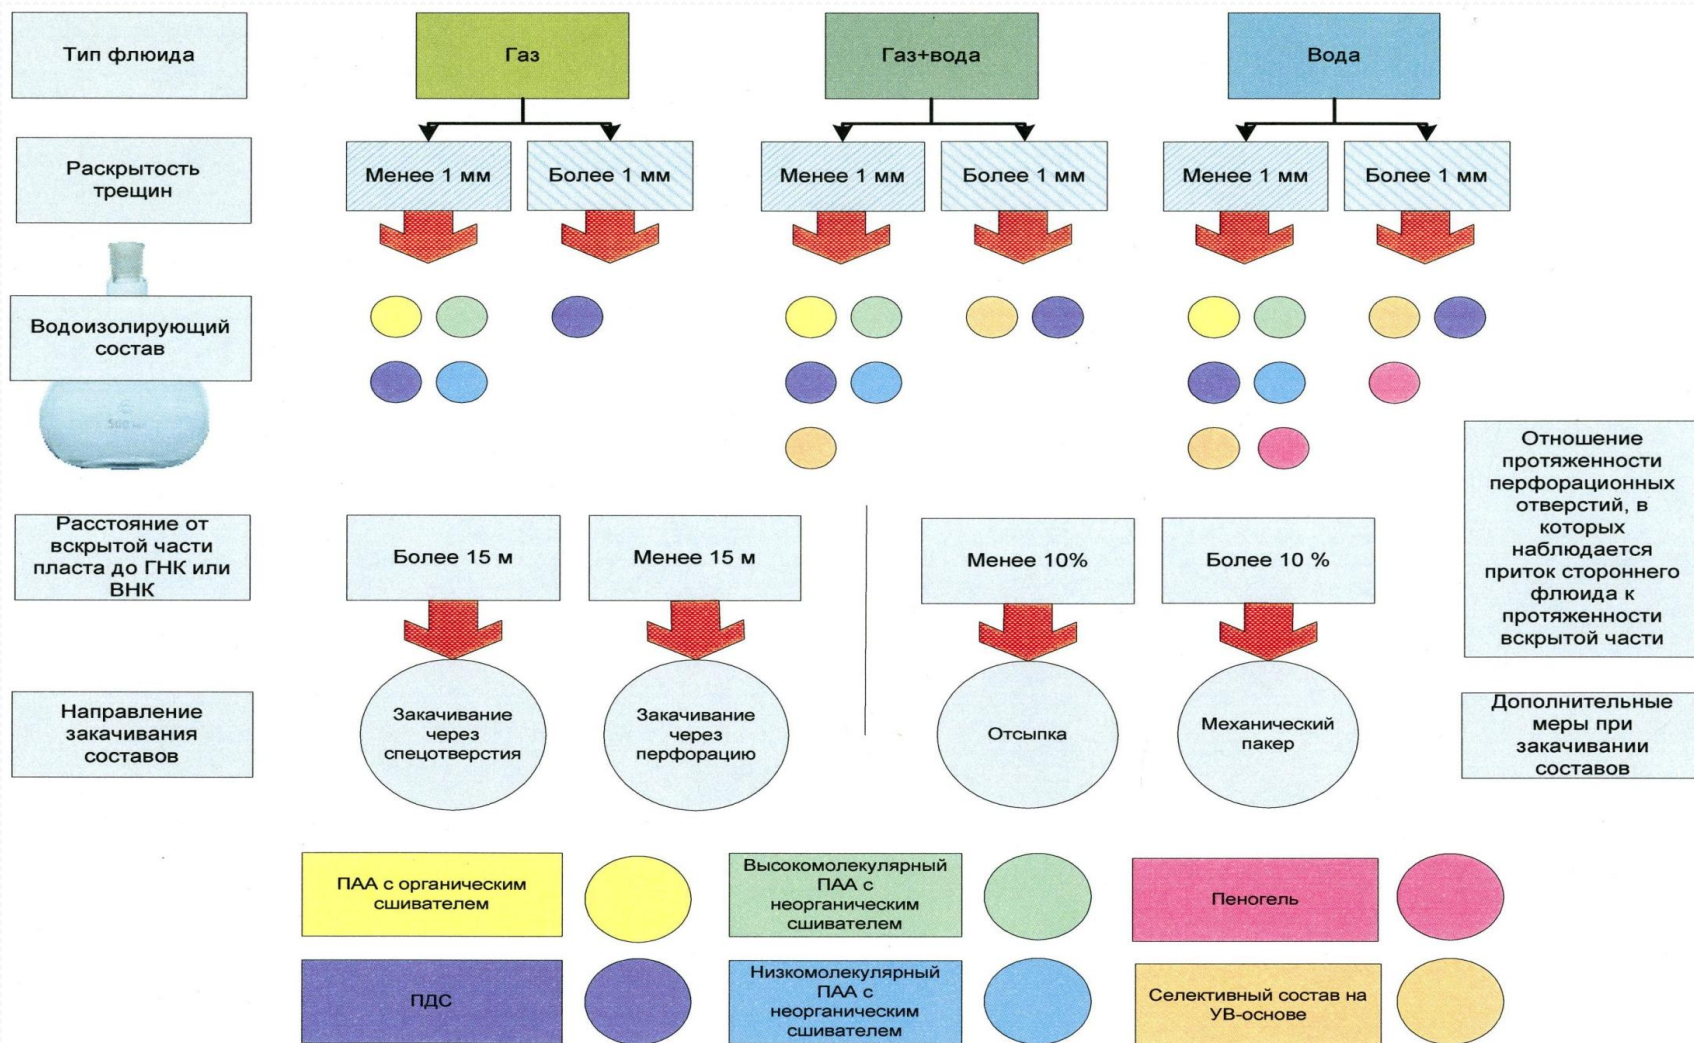 Тип флюида
Газ
Газ+вода
Вода
Раскрытость
трещин
Менее 1 мм
Более 1 мм
Менее 1 мм
Более 1 мм
Менее 1 мм
Более 1 мм
Водоизолирующий
состав
Отношение
протяженности
перфорационных
отверстий, в
которых
наблюдается
приток стороннего
флюида к
протяженности
вскрытой части
Расстояние от
вскрытой части
пласта до ГНК или
ВНК
Более 15 м
Менее 15 м
Менее 10%
Более 10 %
Направление
закачивания
составов
Закачивание
через
спецотверстия
Закачивание
через
перфорацию
Отсыпка
Механический
пакер
Дополнительные
меры при
закачивании
составов
ПАА с органическим
сшивателем
Высокомолекулярный
ПАА с
неорганическим
сшивателем
Пеногель
ПДС
Низкомолекулярный
ПАА с
неорганическим
сшивателем
Селективный состав на
УВ-основе